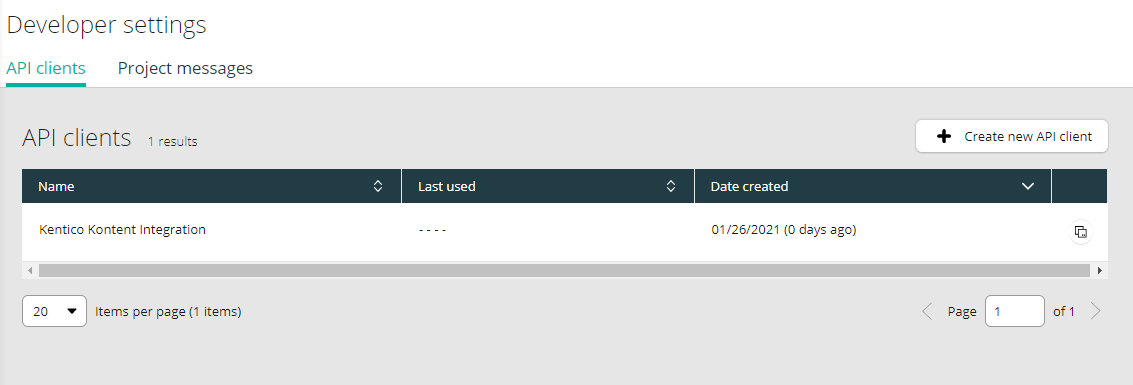 Developer settings
API clients Project messages
API clients 1 results
Create new API client
Name Last used Date created
Kentico Kontent Integration - - - - 01/26/2021 (0 days ago)
20 Items per page (1 items) Page 1 of 1